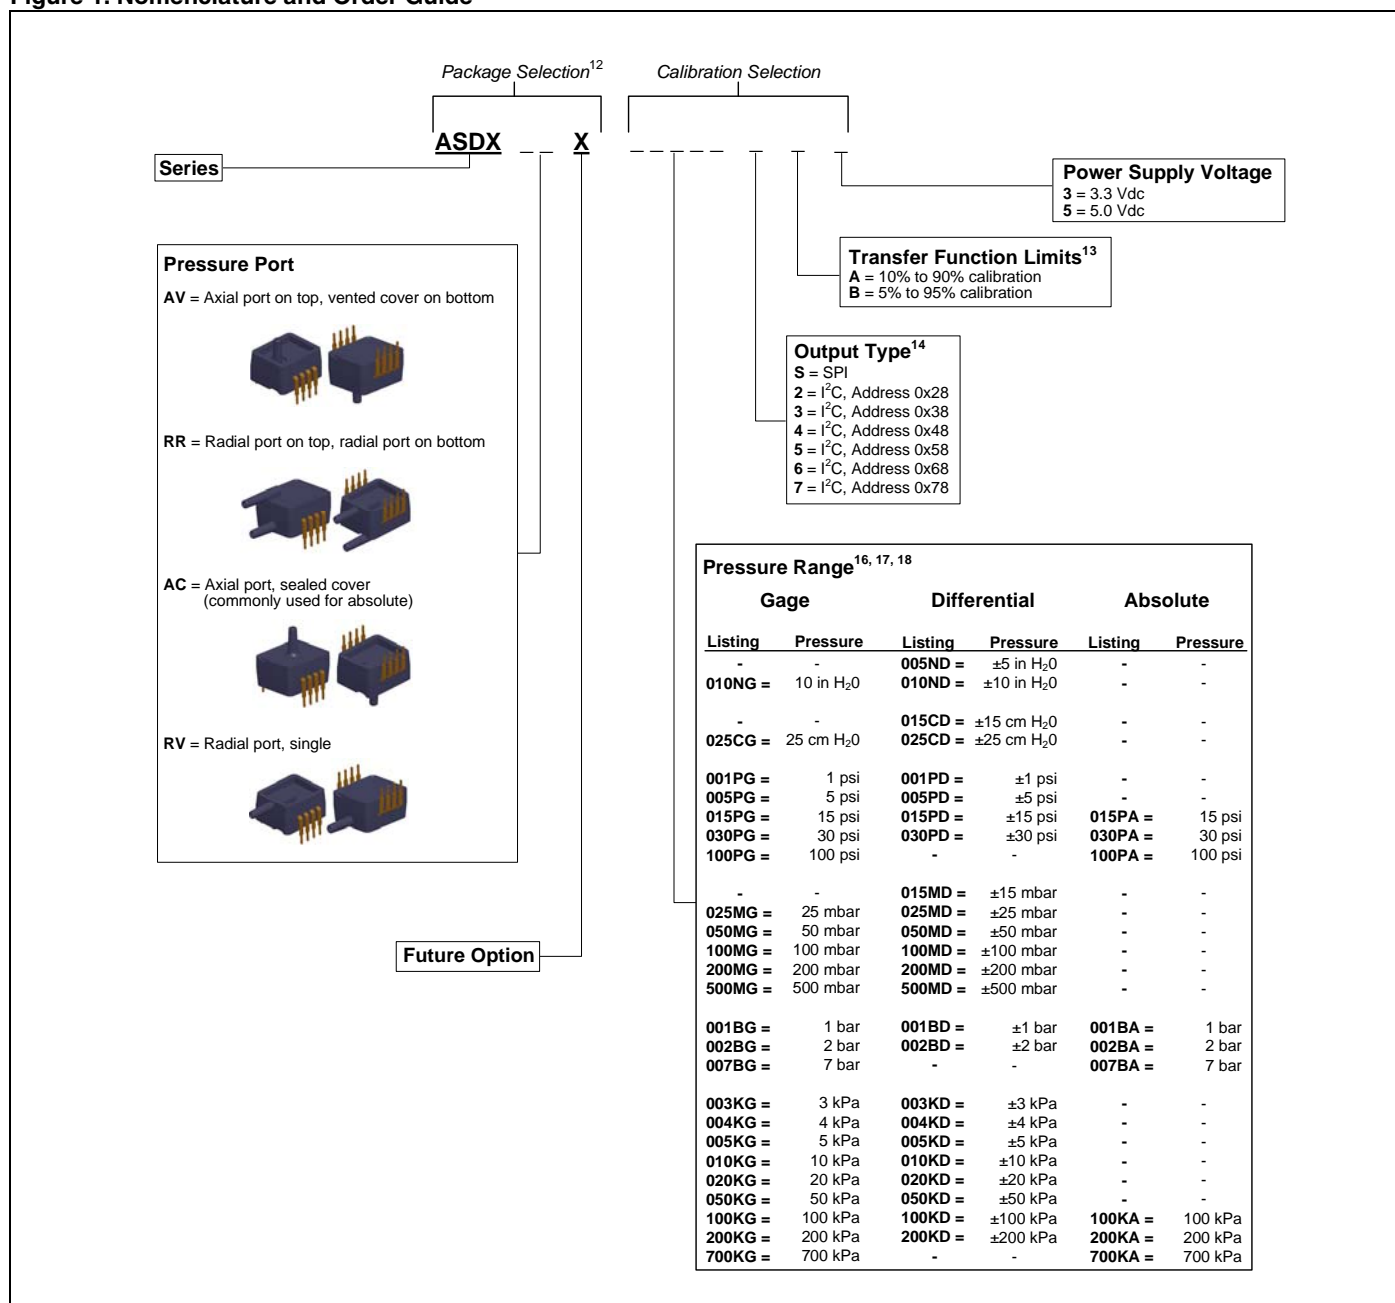 Figure 1. Nomenclature and Order Guide
Package Selection12 Calibration Selection
ASDX _ _ X _ _ _ _ _ _ _ _
Series
Power Supply Voltage
3 = 3.3 Vdc
5 = 5.0 Vdc
Transfer Function Limits13
A = 10% to 90% calibration
B = 5% to 95% calibration
Output Type14
S = SPI
2 = I2C, Address 0x28
3 = I2C, Address 0x38
4 = I2C, Address 0x48
5 = I2C, Address 0x58
6 = I2C, Address 0x68
7 = I2C, Address 0x78
Pressure Port
AV = Axial port on top, vented cover on bottom
RR = Radial port on top, radial port on bottom
AC = Axial port, sealed cover
(commonly used for absolute)
RV = Radial port, single
Future Option
Pressure Range16, 17, 18
Gage Differential Absolute
Listing Pressure Listing Pressure Listing Pressure
- - 005ND = ±5 in H20 - -
010NG = 10 in H20 010ND = ±10 in H20 - -
- - 015CD = ±15 cm H20 - -
025CG = 25 cm H20 025CD = ±25 cm H20 - -
001PG = 1 psi 001PD = ±1 psi - -
005PG = 5 psi 005PD = ±5 psi - -
015PG = 15 psi 015PD = ±15 psi 015PA = 15 psi
030PG = 30 psi 030PD = ±30 psi 030PA = 30 psi
100PG = 100 psi - - 100PA = 100 psi
- - 015MD = ±15 mbar - -
025MG = 25 mbar 025MD = ±25 mbar - -
050MG = 50 mbar 050MD = ±50 mbar - -
100MG = 100 mbar 100MD = ±100 mbar - -
200MG = 200 mbar 200MD = ±200 mbar - -
500MG = 500 mbar 500MD = ±500 mbar - -
001BG = 1 bar 001BD = ±1 bar 001BA = 1 bar
002BG = 2 bar 002BD = ±2 bar 002BA = 2 bar
007BG = 7 bar - - 007BA = 7 bar
003KG = 3 kPa 003KD = ±3 kPa - -
004KG = 4 kPa 004KD = ±4 kPa - -
005KG = 5 kPa 005KD = ±5 kPa - -
010KG = 10 kPa 010KD = ±10 kPa - -
020KG = 20 kPa 020KD = ±20 kPa - -
050KG = 50 kPa 050KD = ±50 kPa - -
100KG = 100 kPa 100KD = ±100 kPa 100KA = 100 kPa
200KG = 200 kPa 200KD = ±200 kPa 200KA = 200 kPa
700KG = 700 kPa - - 700KA = 700 kPa